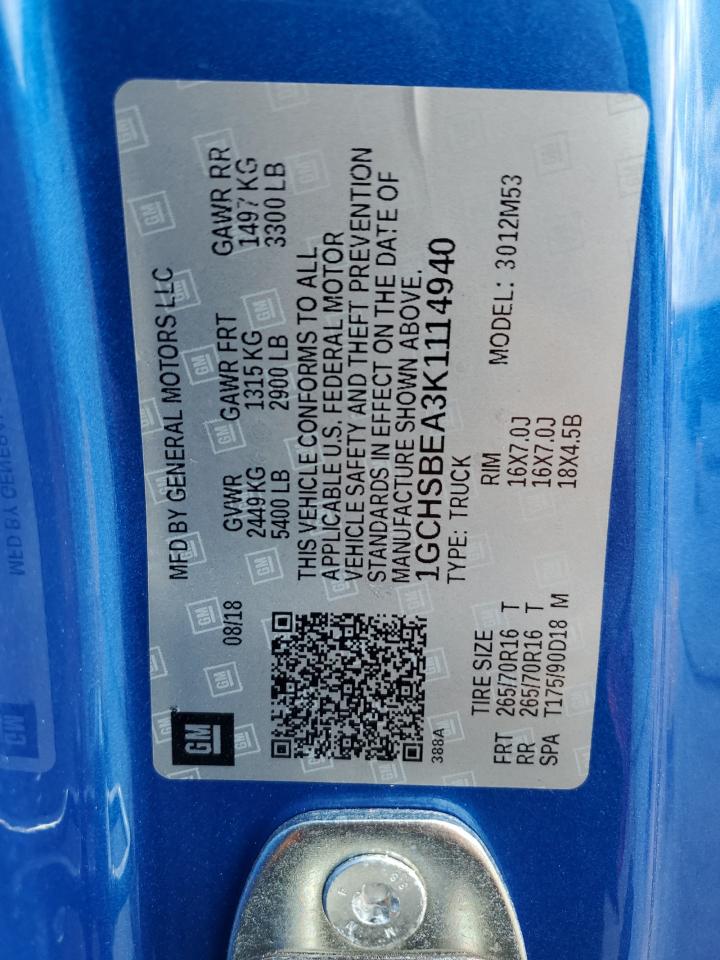 GM
MFD BY GENERAL MOTORS LLC
08/18
GVWR GAWR FRT GAWR RR
2449 KG 1315 KG 1497 KG
5400 LB 2900 LB 3300 LB
THIS VEHICLE CONFORMS TO ALL
APPLICABLE U.S. FEDERAL MOTOR
VEHICLE SAFETY AND THEFT PREVENTION
STANDARDS IN EFFECT ON THE DATE OF
MANUFACTURE SHOWN ABOVE.
1GCHSBEA3K1114940
388A
TYPE: TRUCK
TIRE SIZE RIM MODEL: 3012M53
FRT 265/70R16 T 16X7.0J
RR 265/70R16 T 16X7.0J
SPA T175/90D18 M 18X4.5B